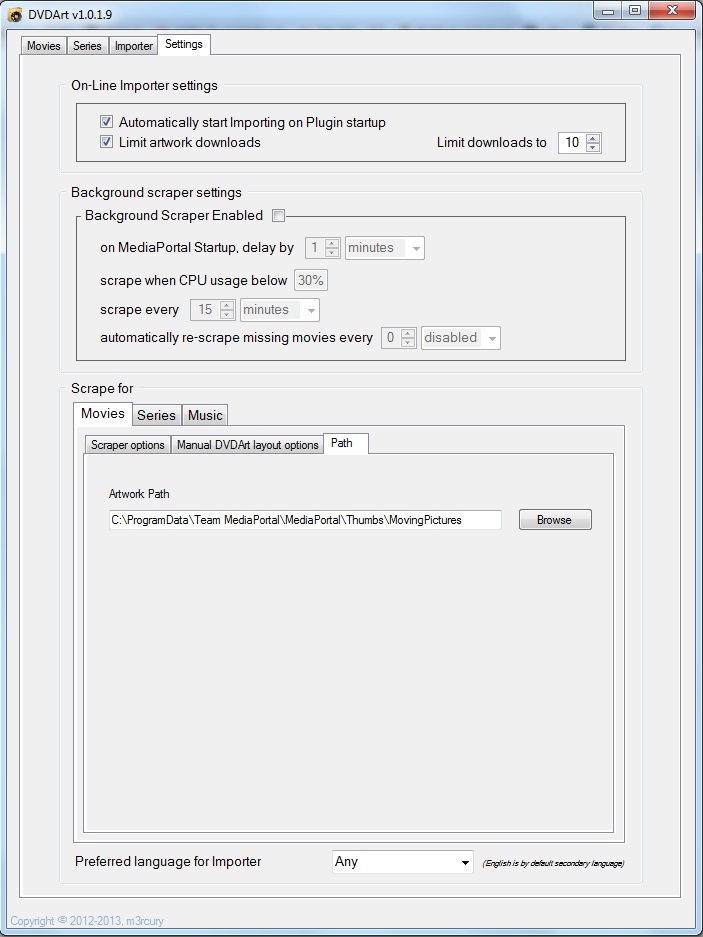 DVDArt v1.0.1.9
Movies Series Importer Settings
On-Line Importer settings
Automatically start Importing on Plugin startup
Limit artwork downloads Limit downloads to 10
Background scraper settings
Background Scraper Enabled
on MediaPortal Startup, delay by 1 minutes
scrape when CPU usage below 30%
scrape every 15 minutes
automatically re-scrape missing movies every 0 disabled
Scrape for
Movies Series Music
Scraper options Manual DVDArt layout options Path
Artwork Path
C:\ProgramData\Team MediaPortal\MediaPortal\Thumbs\MovingPictures Browse
Preferred language for Importer Any (English is by default secondary language)
Copyright © 2012-2013, m3rcury